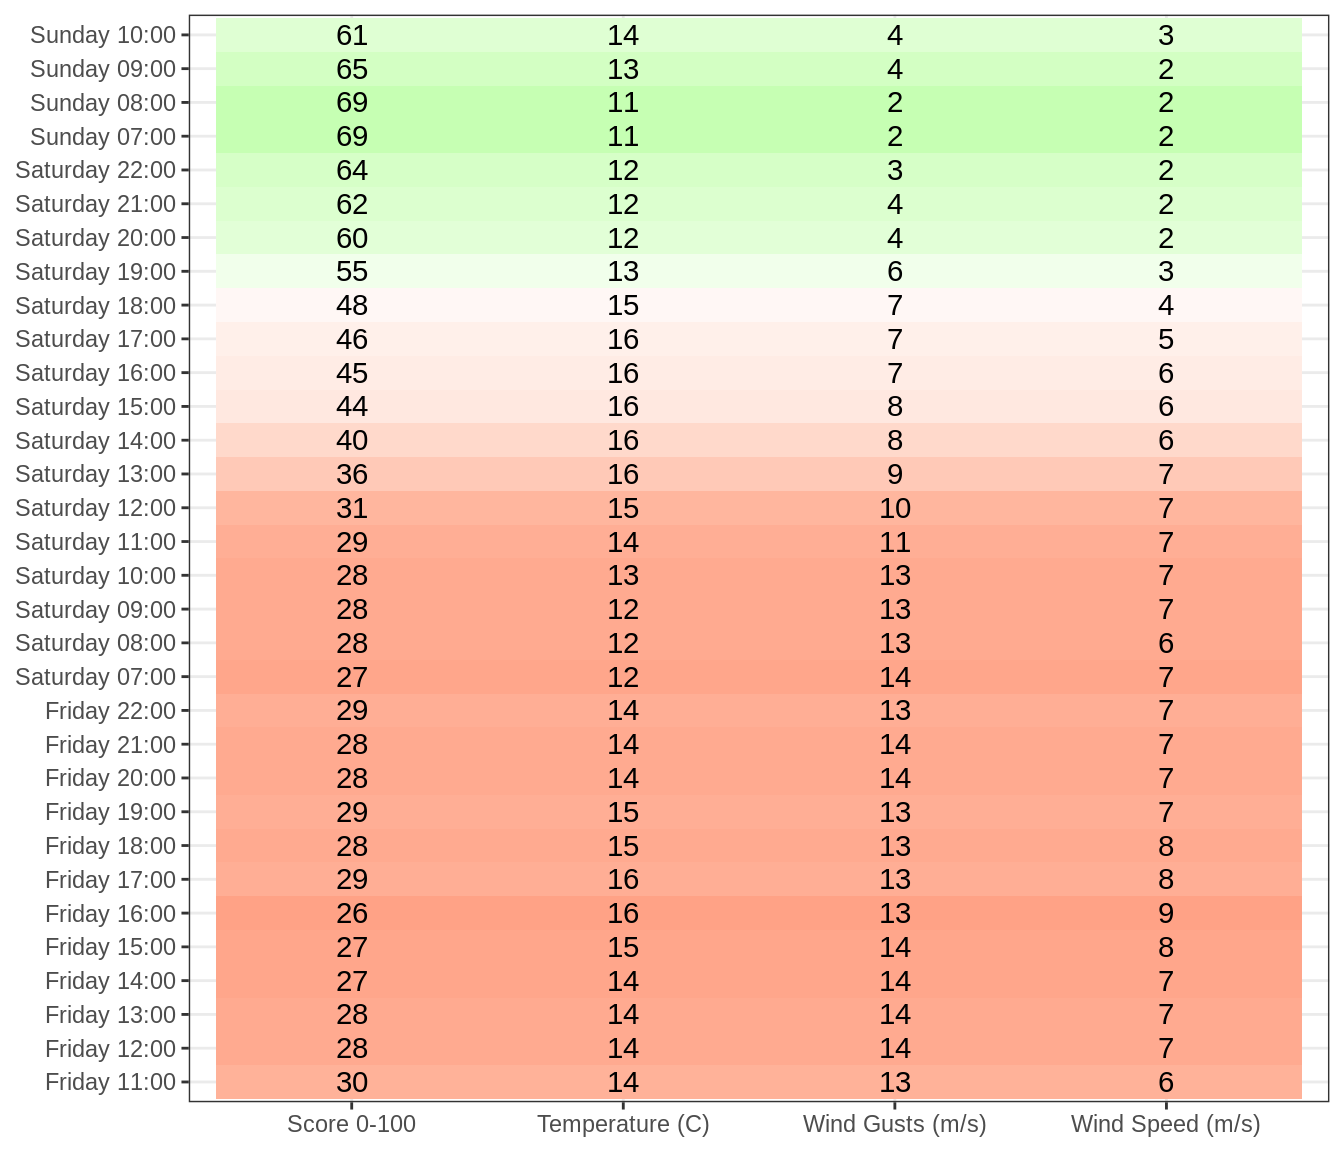 Sunday 10:00 61 14 4 3
Sunday 09:00 65 13 4 2
Sunday 08:00 69 11 2 2
Sunday 07:00 69 11 2 2
Saturday 22:00 64 12 3 2
Saturday 21:00 62 12 4 2
Saturday 20:00 60 12 4 2
Saturday 19:00 55 13 6 3
Saturday 18:00 48 15 7 4
Saturday 17:00 46 16 7 5
Saturday 16:00 45 16 7 6
Saturday 15:00 44 16 8 6
Saturday 14:00 40 16 8 6
Saturday 13:00 36 16 9 7
Saturday 12:00 31 15 10 7
Saturday 11:00 29 14 11 7
Saturday 10:00 28 13 13 7
Saturday 09:00 28 12 13 7
Saturday 08:00 28 12 13 6
Saturday 07:00 27 12 14 7
Friday 22:00 29 14 13 7
Friday 21:00 28 14 14 7
Friday 20:00 28 14 14 7
Friday 19:00 29 15 13 7
Friday 18:00 28 15 13 8
Friday 17:00 29 16 13 8
Friday 16:00 26 16 13 9
Friday 15:00 27 15 14 8
Friday 14:00 27 14 14 7
Friday 13:00 28 14 14 7
Friday 12:00 28 14 14 7
Friday 11:00 30 14 13 6
Score 0-100 Temperature (C) Wind Gusts (m/s) Wind Speed (m/s)